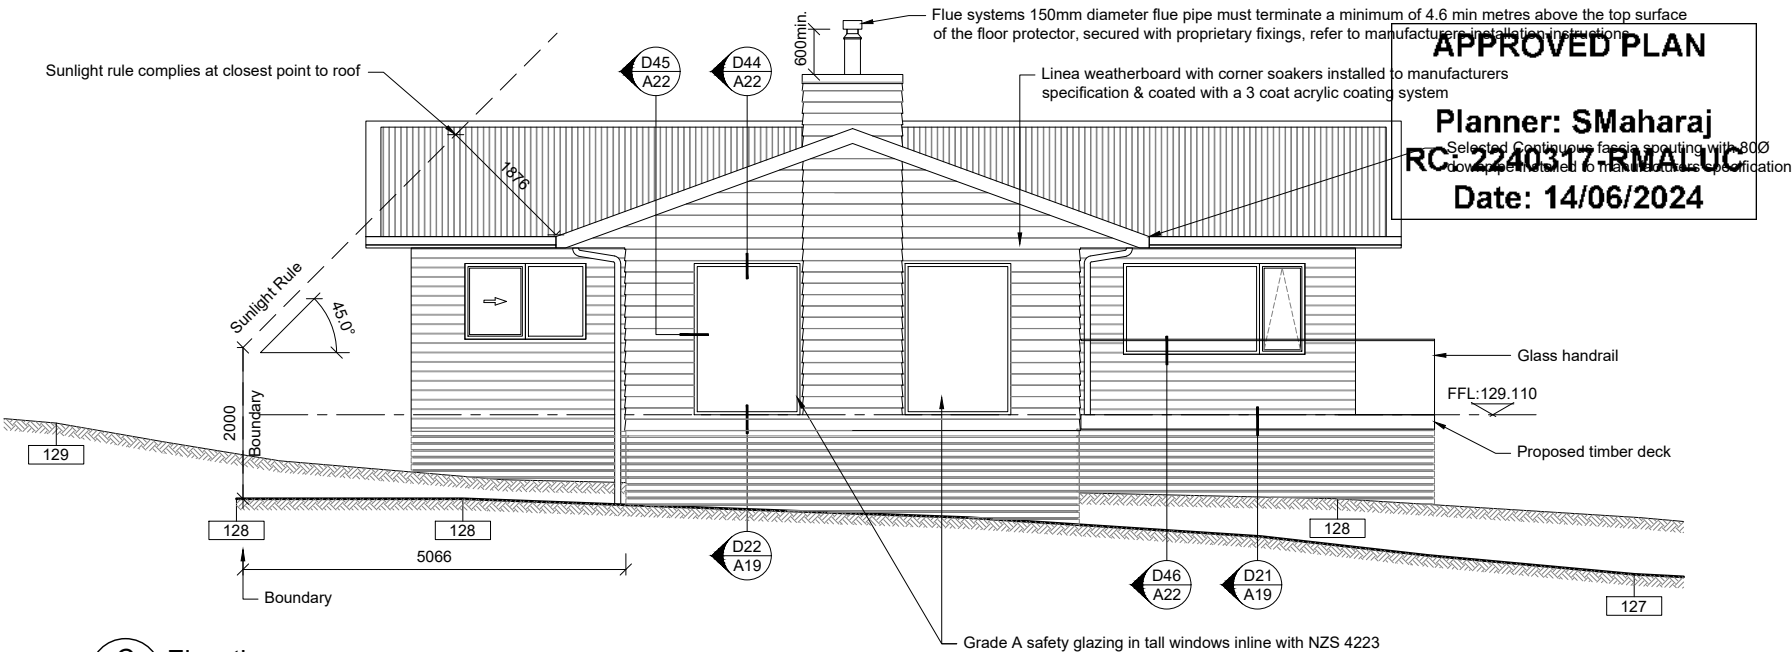 Flue systems 150mm diameter flue pipe must terminate a minimum of 4.6 min metres above the top surface
of the floor protector, secured with proprietary fixings, refer to manufacturers installation instructions
600min.
APPROVED PLAN
Sunlight rule complies at closest point to roof
D45
A22
D44
A22
Linea weatherboard with corner soakers installed to manufacturers
specification & coated with a 3 coat acrylic coating system
Planner: SMaharaj
Selected Continuous fascia spouting with 80Ø
RC: 2240317-RMALUC
downpipe installed to manufacturers specification
Date: 14/06/2024
1876
Sunlight Rule
45.0°
Glass handrail
FFL:129.110
2000
Boundary
129
Proposed timber deck
128
128
128
5066
D22
A19
D46
A22
D21
A19
127
Boundary
Grade A safety glazing in tall windows inline with NZS 4223